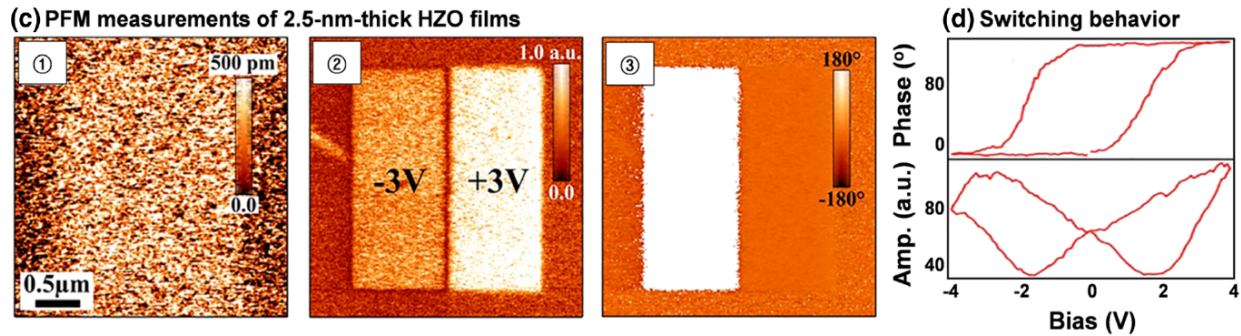 (c) PFM measurements of 2.5-nm-thick HZO films
①
500 pm
0.0
0.5µm
②
1.0 a.u.
0.0
-3V
+3V
③
180°
-180°
(d) Switching behavior
Phase (º)
80
0
Amp. (a.u.)
80
40
-4
-2
0
2
4
Bias (V)